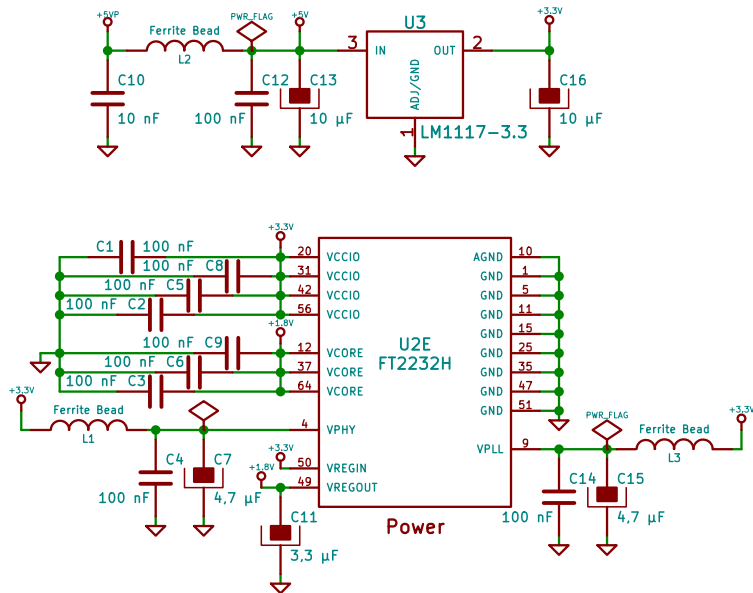 +5VP
Ferrite Bead
L2
PWR_FLAG
+5V
U3
+3.3V
C10
10 nF
C12
100 nF
C13
10 µF
3 IN
OUT 2
ADJ/GND
1
LM1117-3.3
C16
10 µF
+3.3V
C1 100 nF
20 VCCIO
AGND 10
100 nF C8
31 VCCIO
GND 1
100 nF C5
42 VCCIO
GND 5
100 nF C2
56 VCCIO
GND 11
+1.8V
GND 15
U2E
FT2232H
100 nF C9
12 VCORE
GND 25
100 nF C6
37 VCORE
GND 35
100 nF C3
64 VCORE
GND 47
GND 51
+3.3V
Ferrite Bead
L1
4 VPHY
PWR_FLAG
Ferrite Bead
L3
+3.3V
VPLL 9
C4
100 nF
C7
4,7 µF
+3.3V
50 VREGIN
+1.8V
49 VREGOUT
C14
100 nF
C15
4,7 µF
C11
3,3 µF
Power